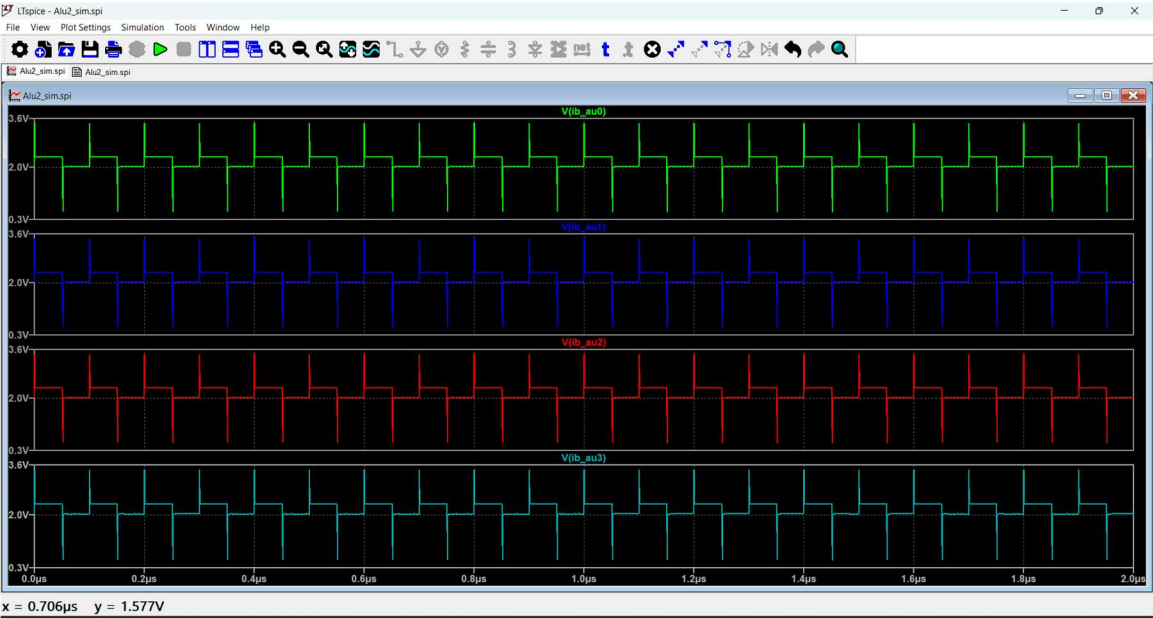 LTspice - Alu2_sim.spi
File View Plot Settings Simulation Tools Window Help
net t t
Alu2_sim.spi Alu2_sim.spi
Alu2_sim.spi
V(ib_au0)
3.6V
2.0V
0.3V
V(ib_au1)
3.6V
2.0V
0.3V
V(ib_au2)
3.6V
2.0V
0.3V
V(ib_au3)
3.6V
2.0V
0.3V
0.0µs 0.2µs 0.4µs 0.6µs 0.8µs 1.0µs 1.2µs 1.4µs 1.6µs 1.8µs 2.0µs
x = 0.706µs y = 1.577V